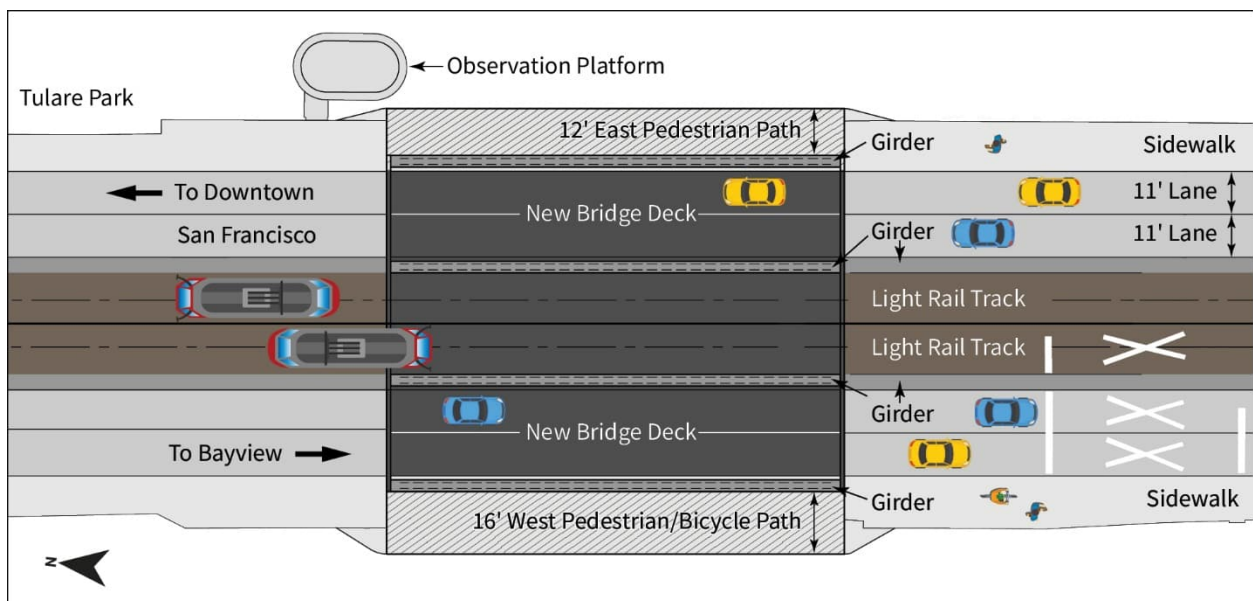 Observation Platform
Tulare Park
12' East Pedestrian Path
Girder
Sidewalk
To Downtown
New Bridge Deck
11' Lane
San Francisco
Girder
11' Lane
Light Rail Track
Light Rail Track
Girder
New Bridge Deck
To Bayview
Girder
Sidewalk
16' West Pedestrian/Bicycle Path
N